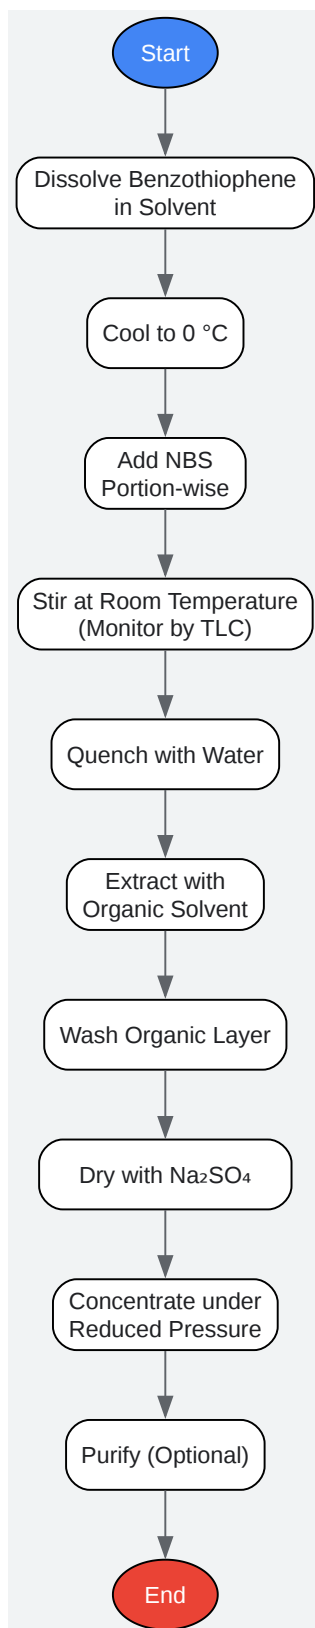 Start
Dissolve Benzothiophene
in Solvent
Cool to 0 °C
Add NBS
Portion-wise
Stir at Room Temperature
(Monitor by TLC)
Quench with Water
Extract with
Organic Solvent
Wash Organic Layer
Dry with Na₂SO₄
Concentrate under
Reduced Pressure
Purify (Optional)
End